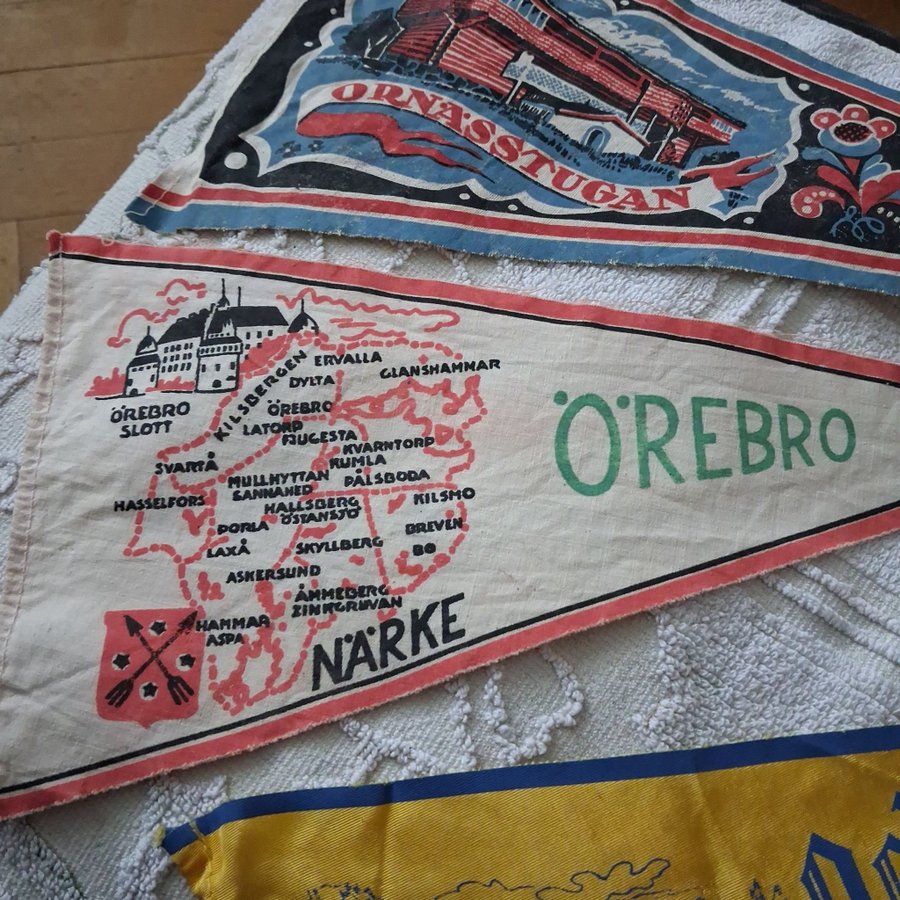 ORNÄSSTUGAN
ÖREBRO
SLOTT
KILSBERGEN
ERVALLA
DYLTA
GLANSHAMMAR
ÖREBRO
LATORP
FJUGESTA
KVARNTORP
SVARTÅ
KUMLA
MULLHYTTAN
PÅLSBODA
SANNAHED
HASSELFORS
HALLSBERG
KILSMO
ÖSTANSJÖ
PORLA
BREVEN
LAXÅ
SKYLLBERG
BO
ASKERSUND
ÅMMEBERG
ZINKGRUVAN
HAMMAR
ASPA
NÄRKE
ÖREBRO